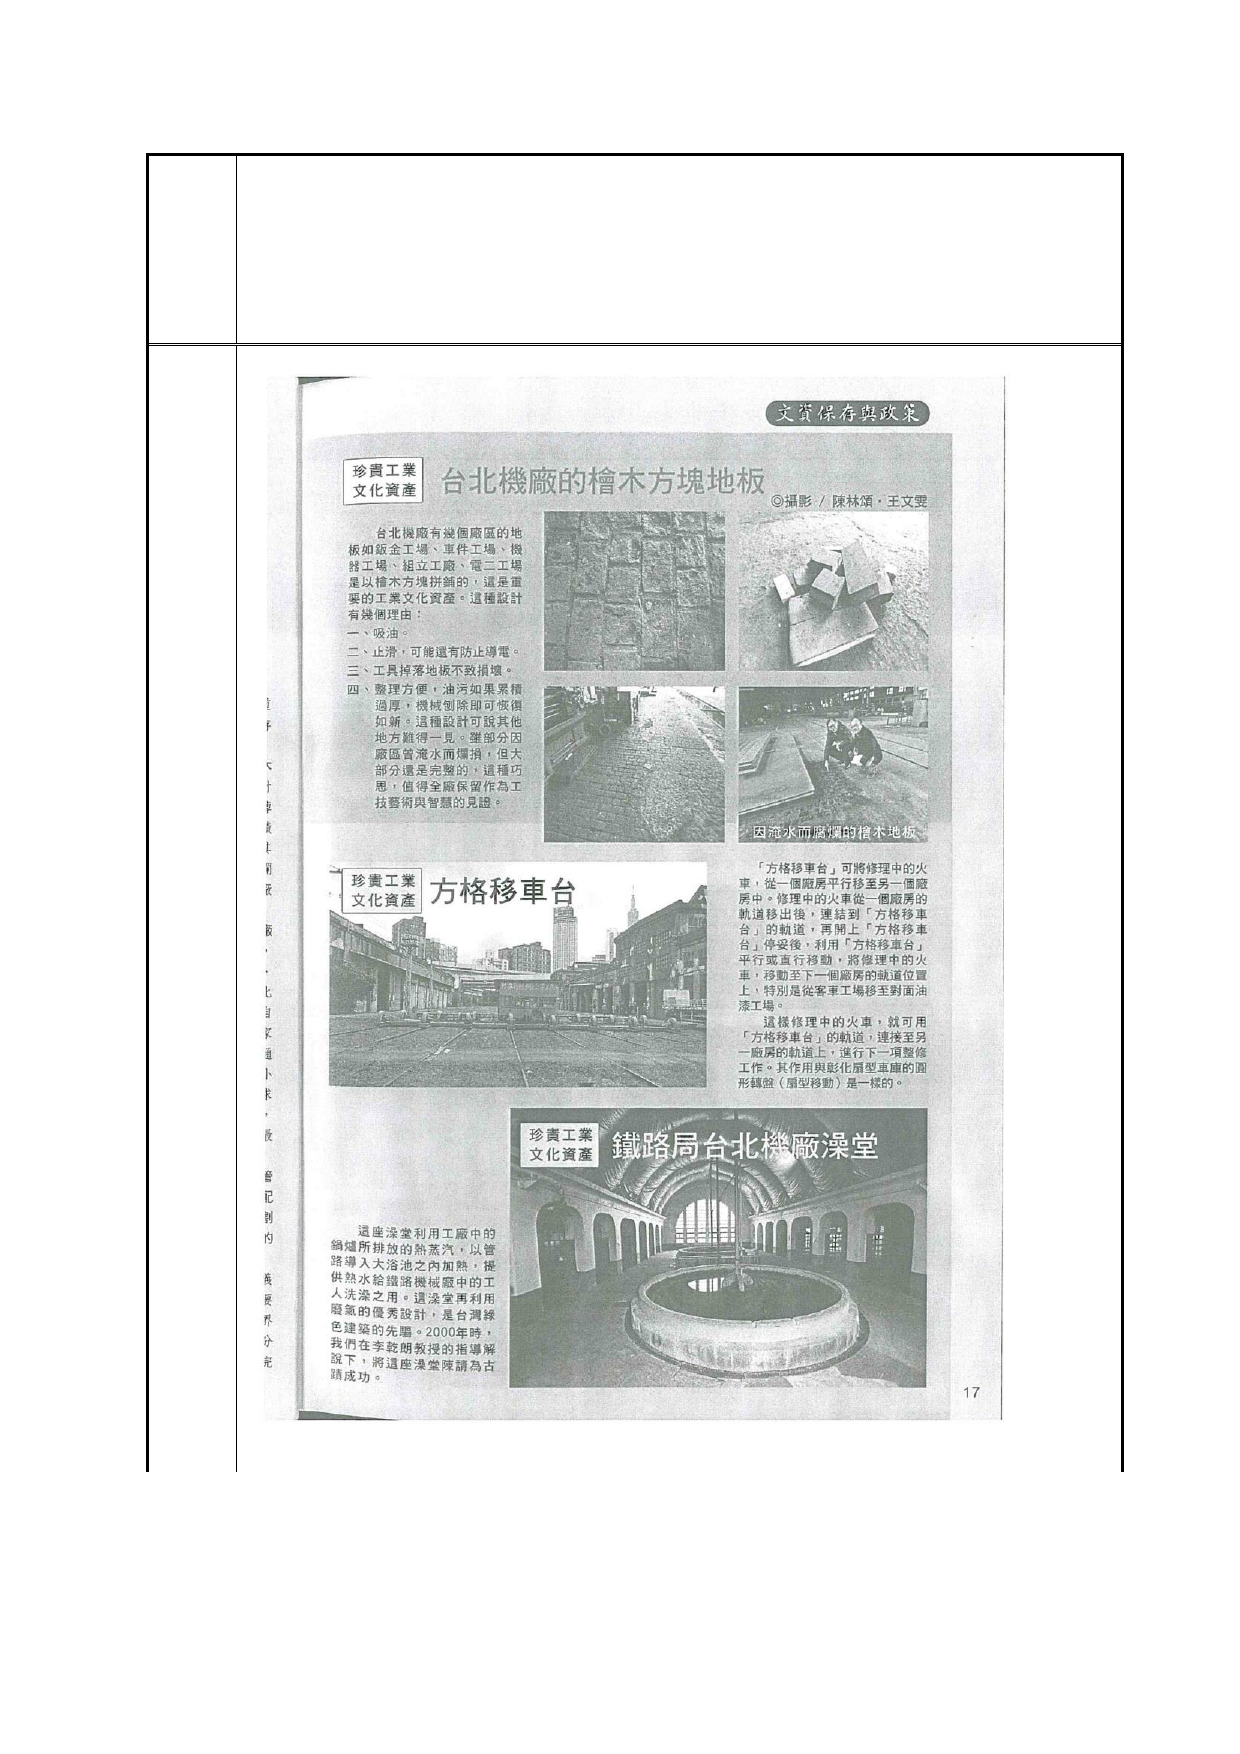 文資保存與政策
珍貴工業
文化資產
台北機廠的檜木方塊地板
◎攝影 / 陳林頌・王文雯
台北機廠有幾個廠區的地
板如鈑金工場、車件工場、機
器工場、組立工廠、電二工場
是以檜木方塊拼鋪的，這是重
要的工業文化資產。這種設計
有幾個理由：
一、吸油。
二、止滑，可能還有防止導電。
三、工具掉落地板不致損壞。
四、整理方便，油污如果累積
過厚，機械刨除即可恢復
如新。這種設計可說其他
地方難得一見。雖部分因
廠區曾淹水而爛損，但大
部分還是完整的，這種巧
思，值得全廠保留作為工
技藝術與智慧的見證。
因淹水而腐爛的檜木地板
珍貴工業
文化資產
方格移車台
「方格移車台」可將修理中的火
車，從一個廠房平行移至另一個廠
房中。修理中的火車從一個廠房的
軌道移出後，連結到「方格移車
台」的軌道，再開上「方格移車
台」停妥後，利用「方格移車台」
平行或直行移動，將修理中的火
車，移動至下一個廠房的軌道位置
上，特別是從客車工場移至對面油
漆工場。
這樣修理中的火車，就可用
「方格移車台」的軌道，連接至另
一廠房的軌道上，進行下一項整修
工作。其作用與彰化扇型車庫的圓
形轉盤（扇型移動）是一樣的。
珍貴工業
文化資產
鐵路局台北機廠澡堂
這座澡堂利用工廠中的
鍋爐所排放的熱蒸汽，以管
路導入大浴池之內加熱，提
供熱水給鐵路機械廠中的工
人洗澡之用。這澡堂再利用
廢氣的優秀設計，是台灣綠
色建築的先驅。2000年時，
我們在李乾朗教授的指導解
說下，將這座澡堂陳請為古
蹟成功。
17